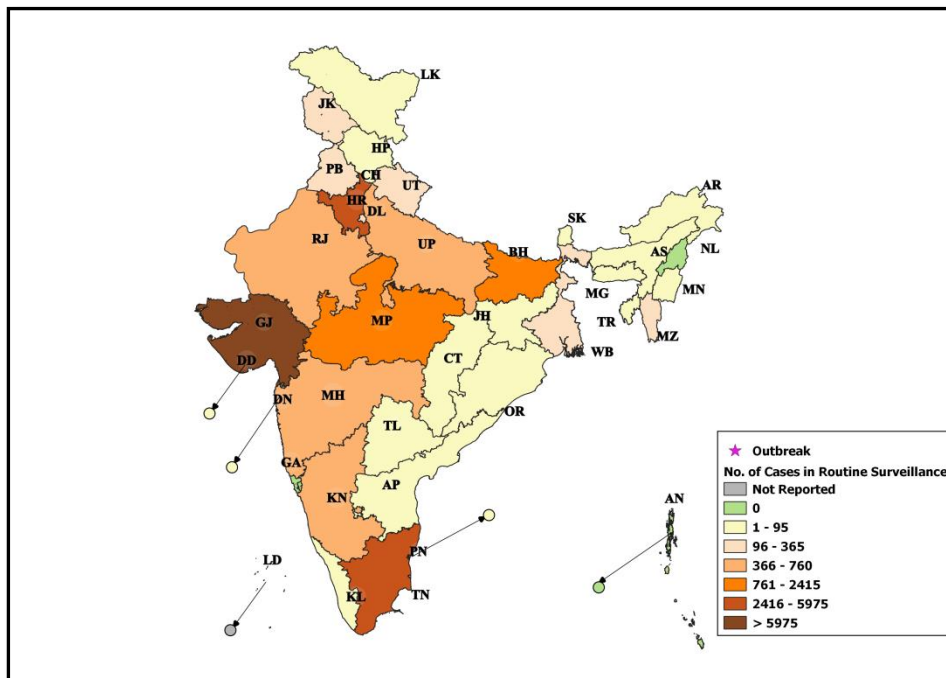 LK
JK
HP
PB
CH
UT
HR
DL
AR
SK
RJ
UP
BH
AS
NL
MG
MN
GJ
MP
JH
TR
MZ
DD
CT
WB
DN
MH
OR
TL
GA
KN
AP
AN
PN
LD
KL
TN
Outbreak
No. of Cases in Routine Surveillance
Not Reported
0
1 - 95
96 - 365
366 - 760
761 - 2415
2416 - 5975
> 5975